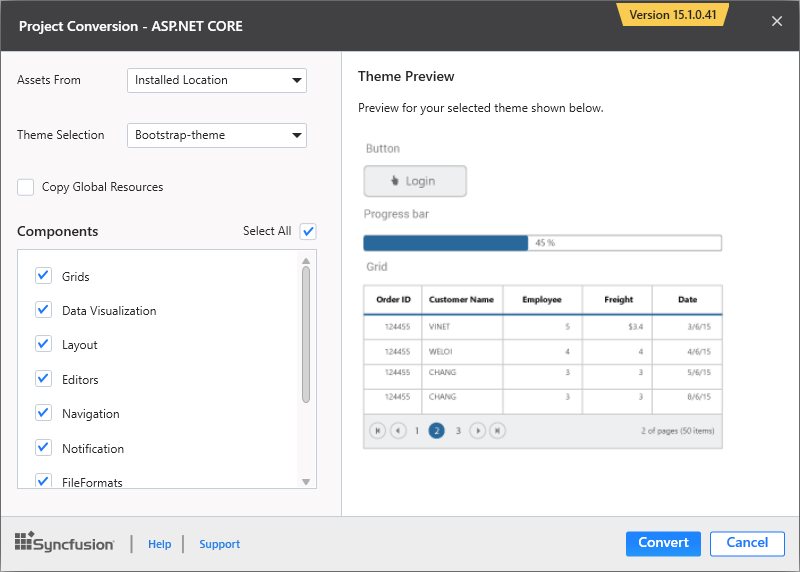 Project Conversion - ASP.NET CORE
Version 15.1.0.41
Assets From
Installed Location
Theme Selection
Bootstrap-theme
Copy Global Resources
Components
Select All
Grids
Data Visualization
Layout
Editors
Navigation
Notification
FileFormats
Theme Preview
Preview for your selected theme shown below.
Button
Login
Progress bar
45 %
Grid
Order ID Customer Name Employee Freight Date
124455 VINET 5 $3.4 3/6/15
124455 WELOI 4 4 4/6/15
124455 CHANG 3 3 5/6/15
124455 CHANG 3 3 8/6/15
1 2 3 2 of pages (50 items)
Syncfusion Help Support
Convert Cancel